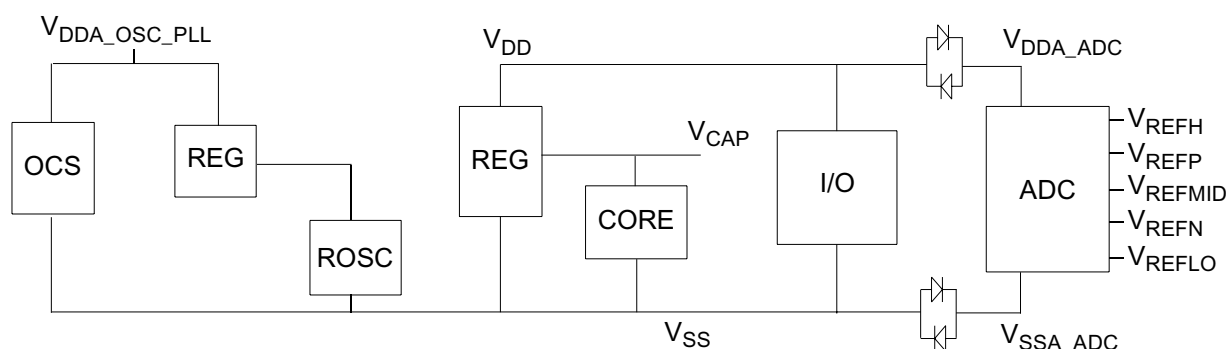 VDDA_OSC_PLL
VDD
VDDA_ADC
OCS
REG
REG
VCAP
CORE
I/O
ADC
VREFH
VREFP
VREFMID
VREFN
VREFLO
ROSC
VSS
VSSA_ADC